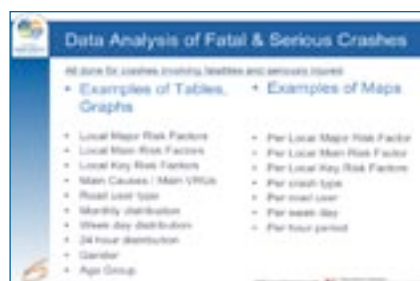 Data Analysis of Fatal & Serious Crashes
All done for crashes involving fatalities and seriously injured
• Examples of Tables, Graphs
• Local Major Risk Factors
• Local Main Risk Factors
• Local Key Risk Factors
• Main Causes / Main VRUs
• Road user type
• Monthly distribution
• Week day distribution
• 24 hour distribution
• Gender
• Age Group
• Examples of Maps
• Per Local Major Risk Factor
• Per Local Main Risk Factor
• Per Local Key Risk Factors
• Per crash type
• Per road user
• Per week day
• Per hour period